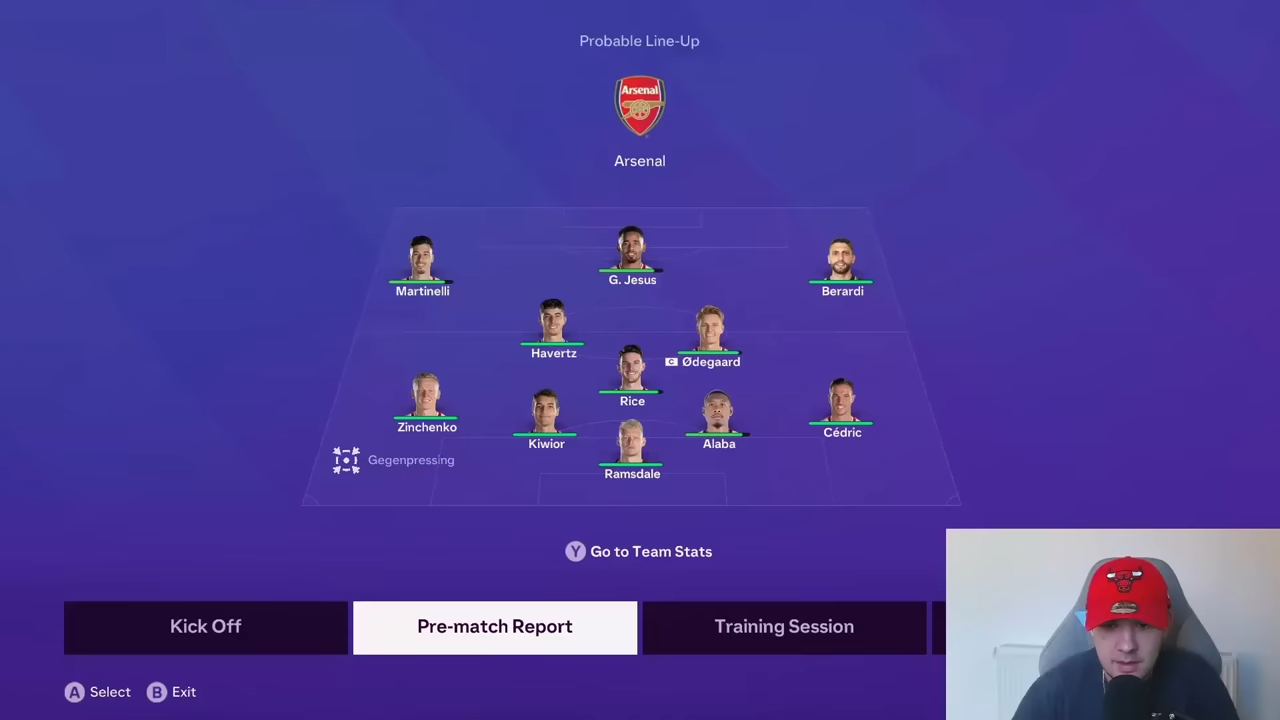 Probable Line-Up
Arsenal
Arsenal
Martinelli
G. Jesus
Berardi
Havertz
C Ødegaard
Rice
Zinchenko
Kiwior
Alaba
Cédric
Ramsdale
Gegenpressing
Y Go to Team Stats
Kick Off
Pre-match Report
Training Session
A Select
B Exit